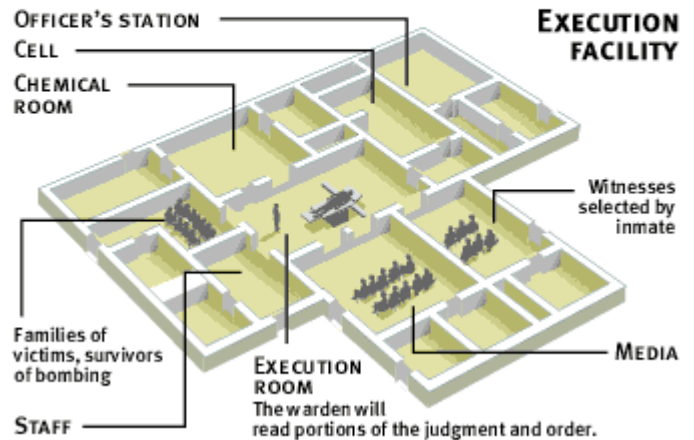 OFFICER'S STATION
CELL
CHEMICAL
ROOM
EXECUTION
FACILITY
Witnesses
selected by
inmate
Families of
victims, survivors
of bombing
STAFF
EXECUTION
ROOM
The warden will
read portions of the judgment and order.
MEDIA